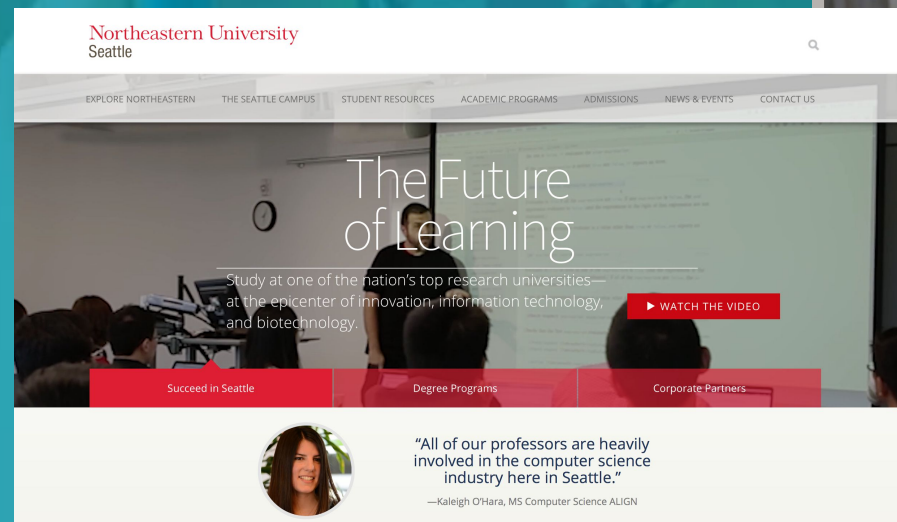 Northeastern University
Seattle
EXPLORE NORTHEASTERN THE SEATTLE CAMPUS STUDENT RESOURCES ACADEMIC PROGRAMS ADMISSIONS NEWS & EVENTS CONTACT US
The Future
of Learning
Study at one of the nation’s top research universities—
at the epicenter of innovation, information technology,
and biotechnology.
WATCH THE VIDEO
Succeed in Seattle Degree Programs Corporate Partners
“All of our professors are heavily
involved in the computer science
industry here in Seattle.”
—Kaleigh O’Hara, MS Computer Science ALIGN